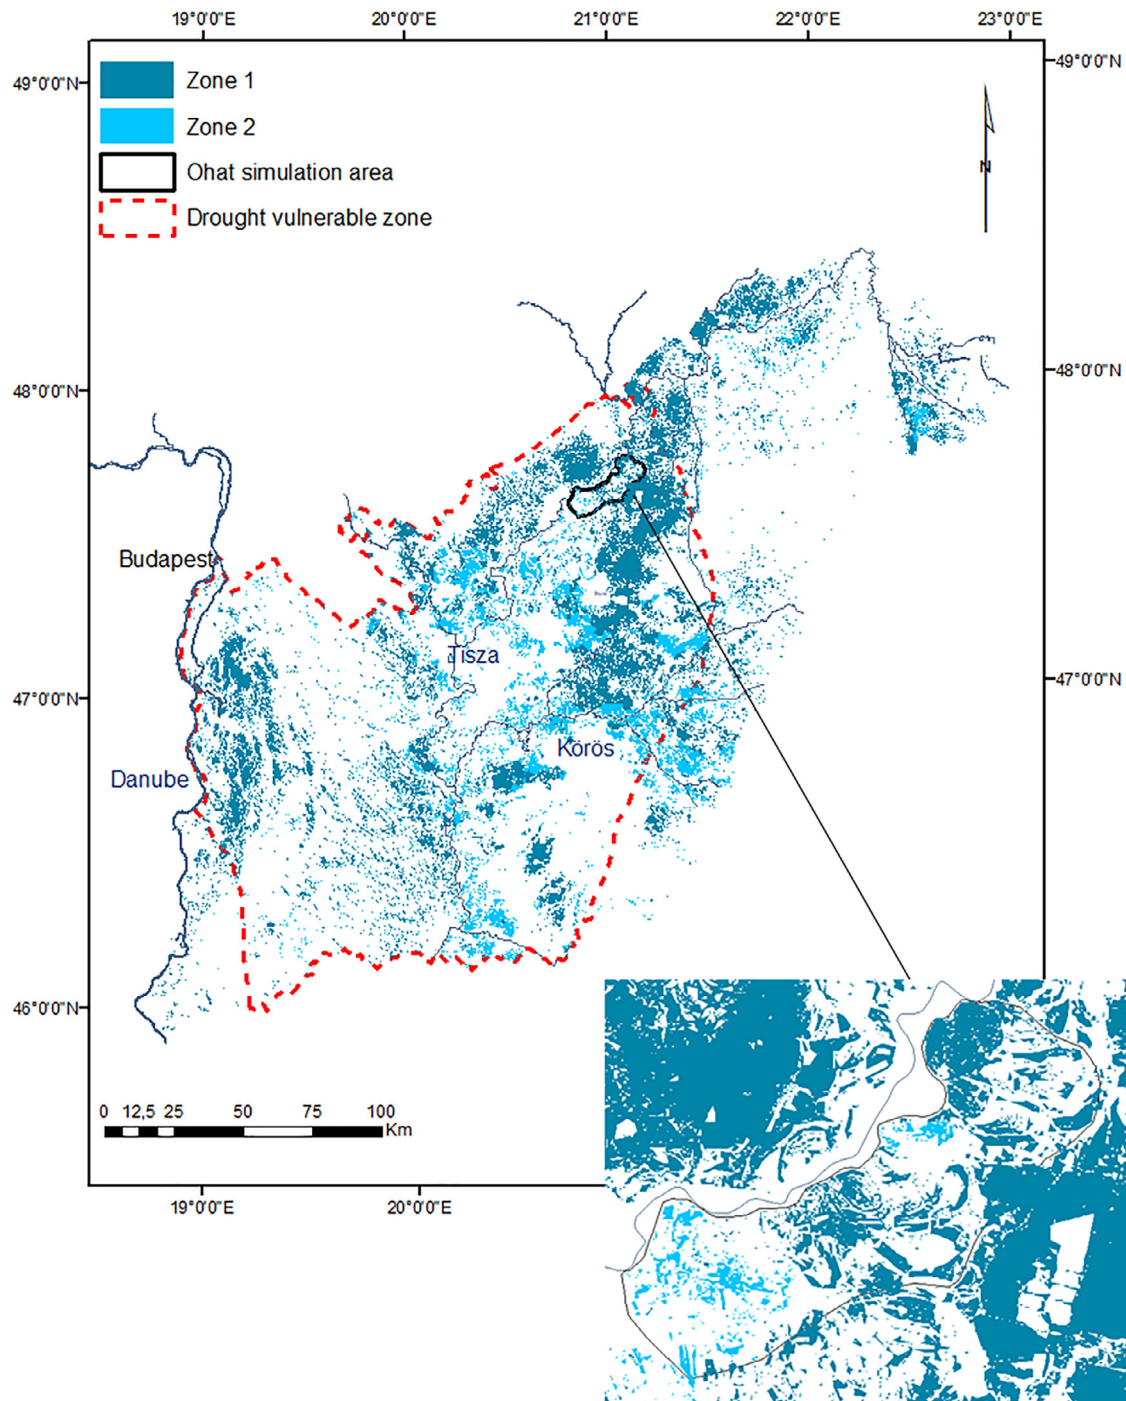 19°0'0"E 20°0'0"E 21°0'0"E 22°0'0"E 23°0'0"E
49°0'0"N 49°0'0"N
Zone 1
Zone 2
Ohat simulation area
Drought vulnerable zone
N
48°0'0"N 48°0'0"N
Budapest
Tisza
47°0'0"N 47°0'0"N
Körös
Danube
46°0'0"N
0 12,5 25 50 75 100
Km
19°0'0"E 20°0'0"E